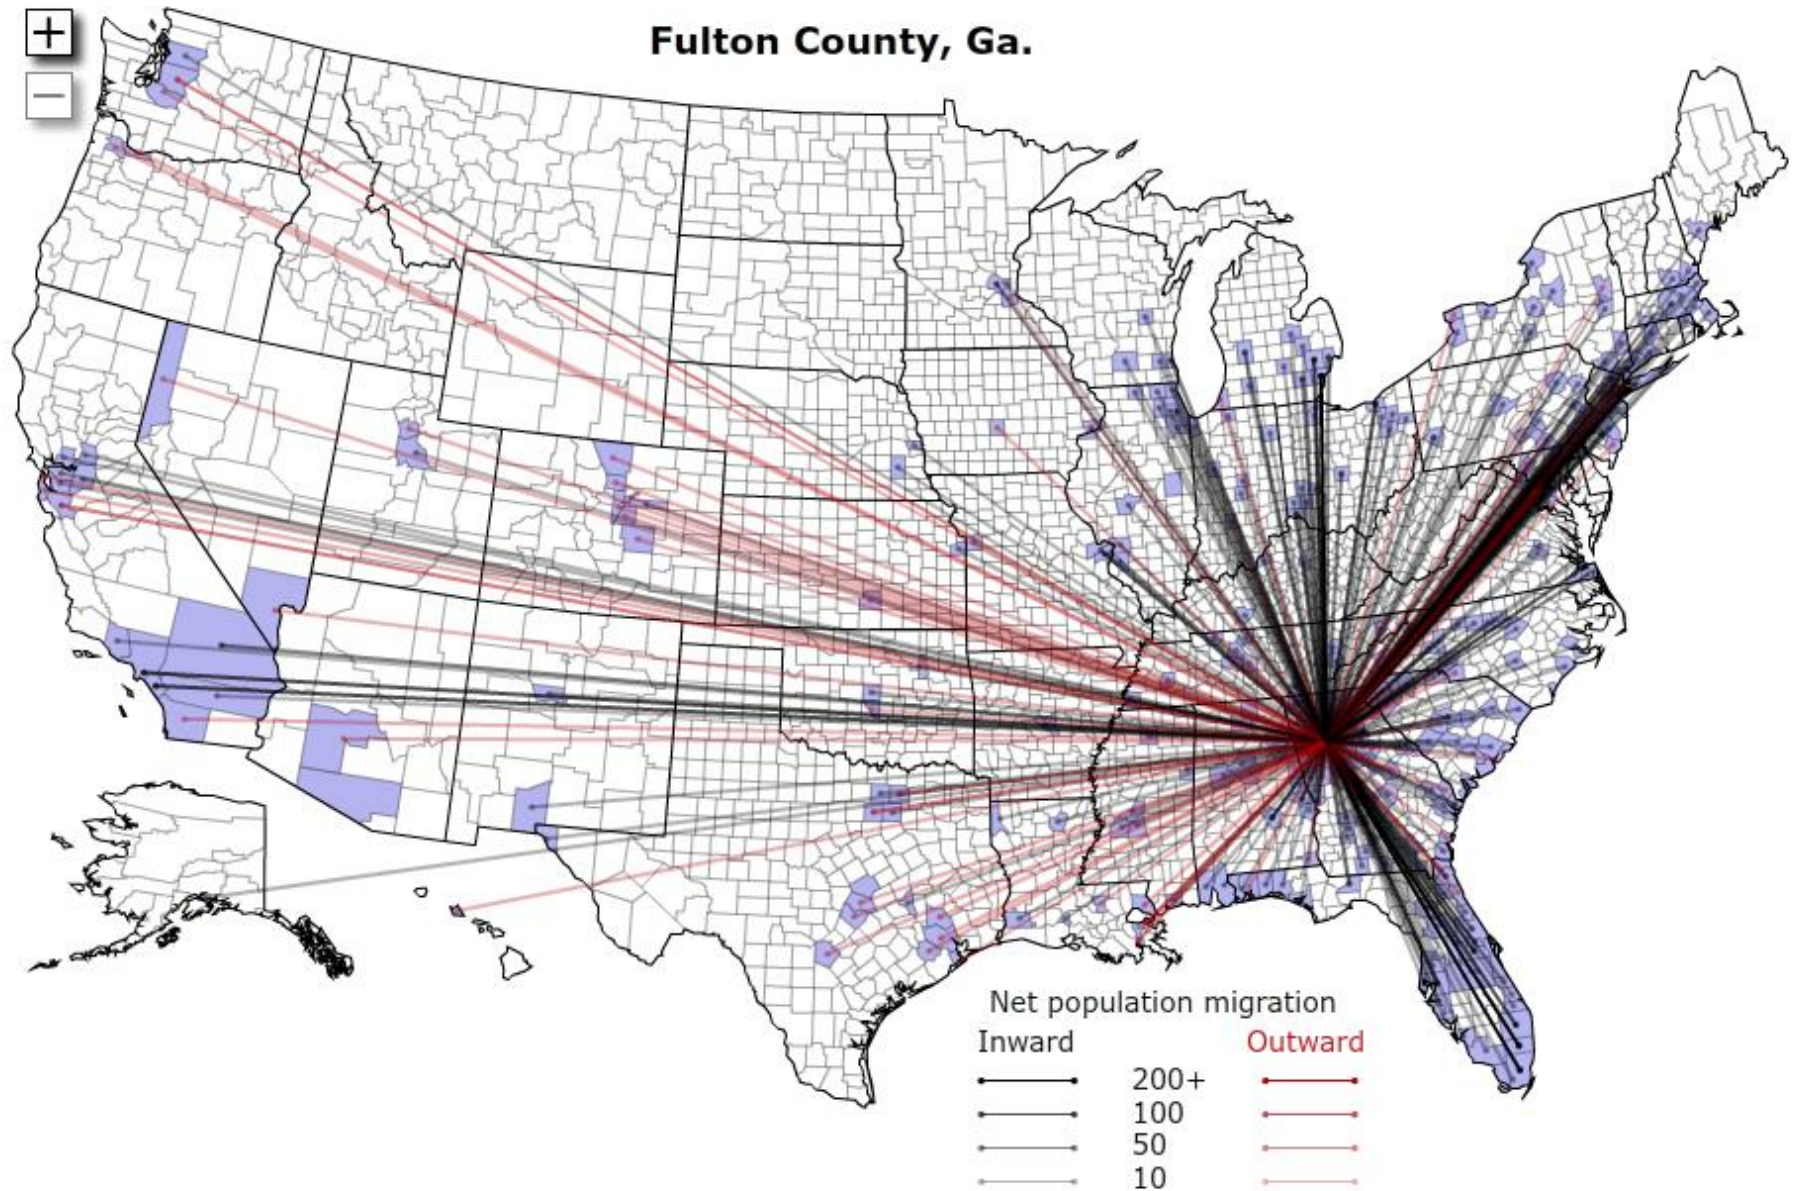 +
−
Fulton County, Ga.
Net population migration
Inward Outward
200+
100
50
10